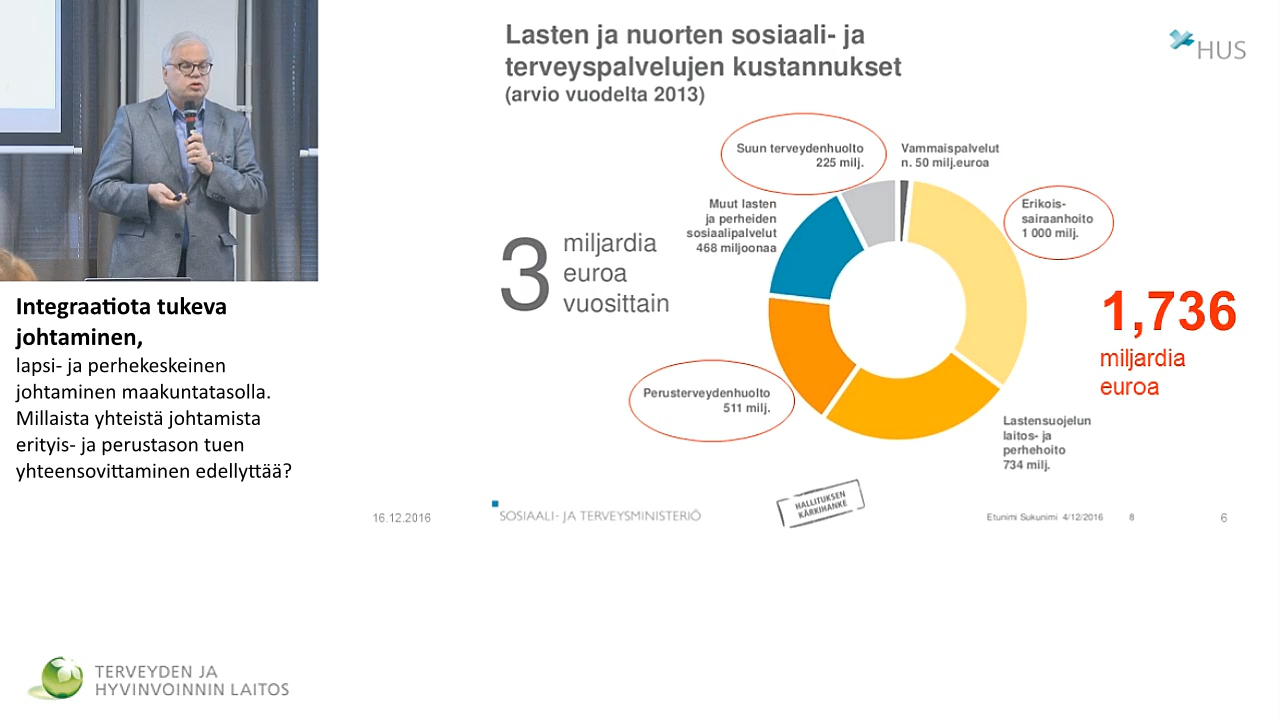 Lasten ja nuorten sosiaali- ja
terveyspalvelujen kustannukset
(arvio vuodelta 2013)
HUS
Suun terveydenhuolto
225 milj.
Vammaispalvelut
n. 50 milj.euroa
Muut lasten
ja perheiden
sosiaalipalvelut
468 miljoonaa
Erikois-
sairaanhoito
1 000 milj.
3
miljardia
euroa
vuosittain
1,736
miljardia
euroa
Perusterveydenhuolto
511 milj.
Lastensuojelun
laitos- ja
perhehoito
734 milj.
Integraatiota tukeva
johtaminen,
lapsi- ja perhekeskeinen
johtaminen maakuntatasolla.
Millaista yhteistä johtamista
erityis- ja perustason tuen
yhteensovittaminen edellyttää?
HALLITUKSEN
KÄRKIHANKE
16.12.2016
SOSIAALI- JA TERVEYSMINISTERIÖ
Etunimi Sukunimi 4/12/2016 8
6
TERVEYDEN JA
HYVINVOINNIN LAITOS